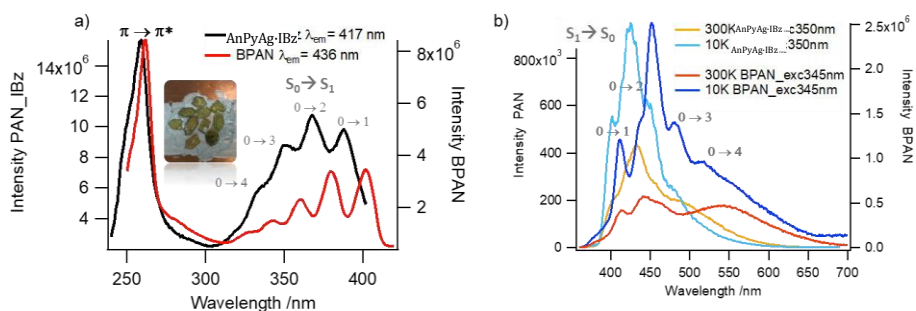 a)
π → π*
AnPyAg·IBz: λem= 417 nm
BPAN λem= 436 nm
S0→ S1
0→2
0→1
0→3
0→4
14x10⁶
12
10
8
6
4
Intensity PAN_IBz
8x10⁶
6
4
2
Intensity BPAN
250
300
350
400
Wavelength /nm
b)
S1→ S0
300K AnPyAg·IBz...:350nm
10K AnPyAg·IBz...:350nm
300K BPAN_exc345nm
10K BPAN_exc345nm
0→2
0→1
0→3
0→4
800x10³
600
400
200
0
Intensity PAN
2.5x10⁶
2.0
1.5
1.0
0.5
0.0
Intensity BPAN
400
450
500
550
600
650
700
Wavelength /nm